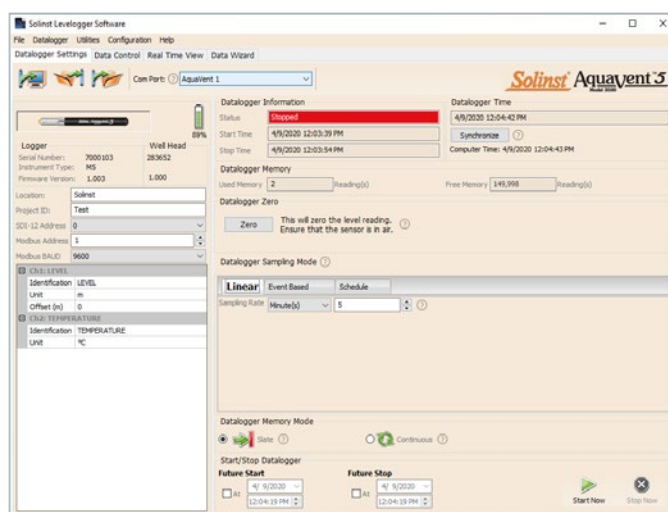 Solinst Levelogger Software
File Datalogger Utilities Configuration Help
Datalogger Settings Data Control Real Time View Data Wizard
Com Port: AquaVent 1
Solinst Aquavent 5
Model 3250
89%
Logger Well Head
Serial Number: 7000103 283652
Instrument Type: M5
Firmware Version: 1.003 1.000
Location: Solinst
Project ID: Test
SDI-12 Address 0
Modbus Address 1
Modbus BAUD 9600
Ch1: LEVEL
Identification LEVEL
Unit m
Offset (m) 0
Ch2: TEMPERATURE
Identification TEMPERATURE
Unit ºC
Datalogger Information
Status Stopped
Start Time 4/9/2020 12:03:39 PM
Stop Time 4/9/2020 12:03:54 PM
Datalogger Time
4/9/2020 12:04:42 PM
Synchronize
Computer Time: 4/9/2020 12:04:43 PM
Datalogger Memory
Used Memory 2 Reading(s) Free Memory 149,998 Reading(s)
Datalogger Zero
Zero
This will zero the level reading.
Ensure that the sensor is in air.
Datalogger Sampling Mode
Linear Event Based Schedule
Sampling Rate Minute(s) 5
Datalogger Memory Mode
Slate Continuous
Start/Stop Datalogger
Future Start Future Stop
At 4/ 9/2020 At 4/ 9/2020
12:04:19 PM 12:04:19 PM
Start Now Stop Now